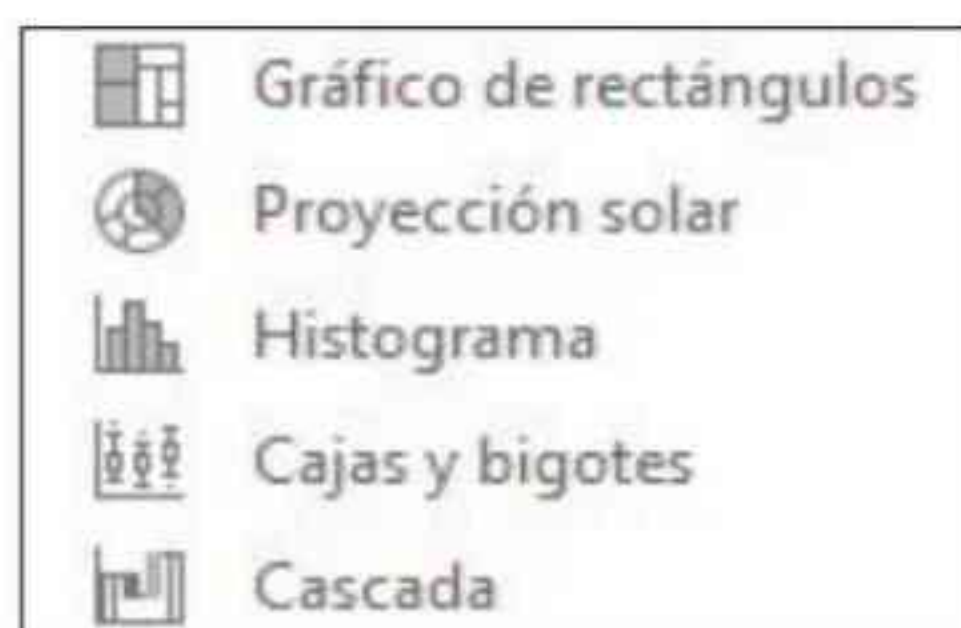 Gráfico de rectángulos
Proyección solar
Histograma
Cajas y bigotes
Cascada